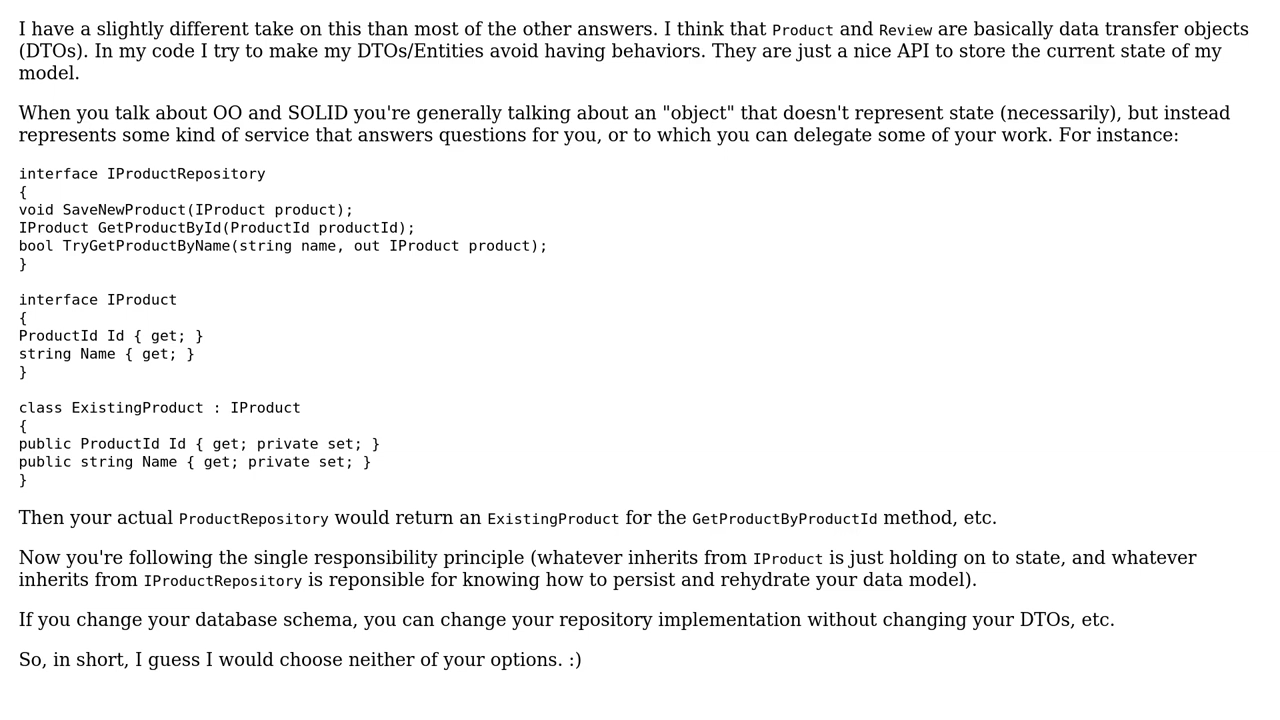 I have a slightly different take on this than most of the other answers. I think that Product and Review are basically data transfer objects
(DTOs). In my code I try to make my DTOs/Entities avoid having behaviors. They are just a nice API to store the current state of my
model.
When you talk about OO and SOLID you're generally talking about an "object" that doesn't represent state (necessarily), but instead
represents some kind of service that answers questions for you, or to which you can delegate some of your work. For instance:
interface IProductRepository
{
void SaveNewProduct(IProduct product);
IProduct GetProductById(ProductId productId);
bool TryGetProductByName(string name, out IProduct product);
}
interface IProduct
{
ProductId Id { get; }
string Name { get; }
}
class ExistingProduct : IProduct
{
public ProductId Id { get; private set; }
public string Name { get; private set; }
}
Then your actual ProductRepository would return an ExistingProduct for the GetProductByProductId method, etc.
Now you're following the single responsibility principle (whatever inherits from IProduct is just holding on to state, and whatever
inherits from IProductRepository is reponsible for knowing how to persist and rehydrate your data model).
If you change your database schema, you can change your repository implementation without changing your DTOs, etc.
So, in short, I guess I would choose neither of your options. :)